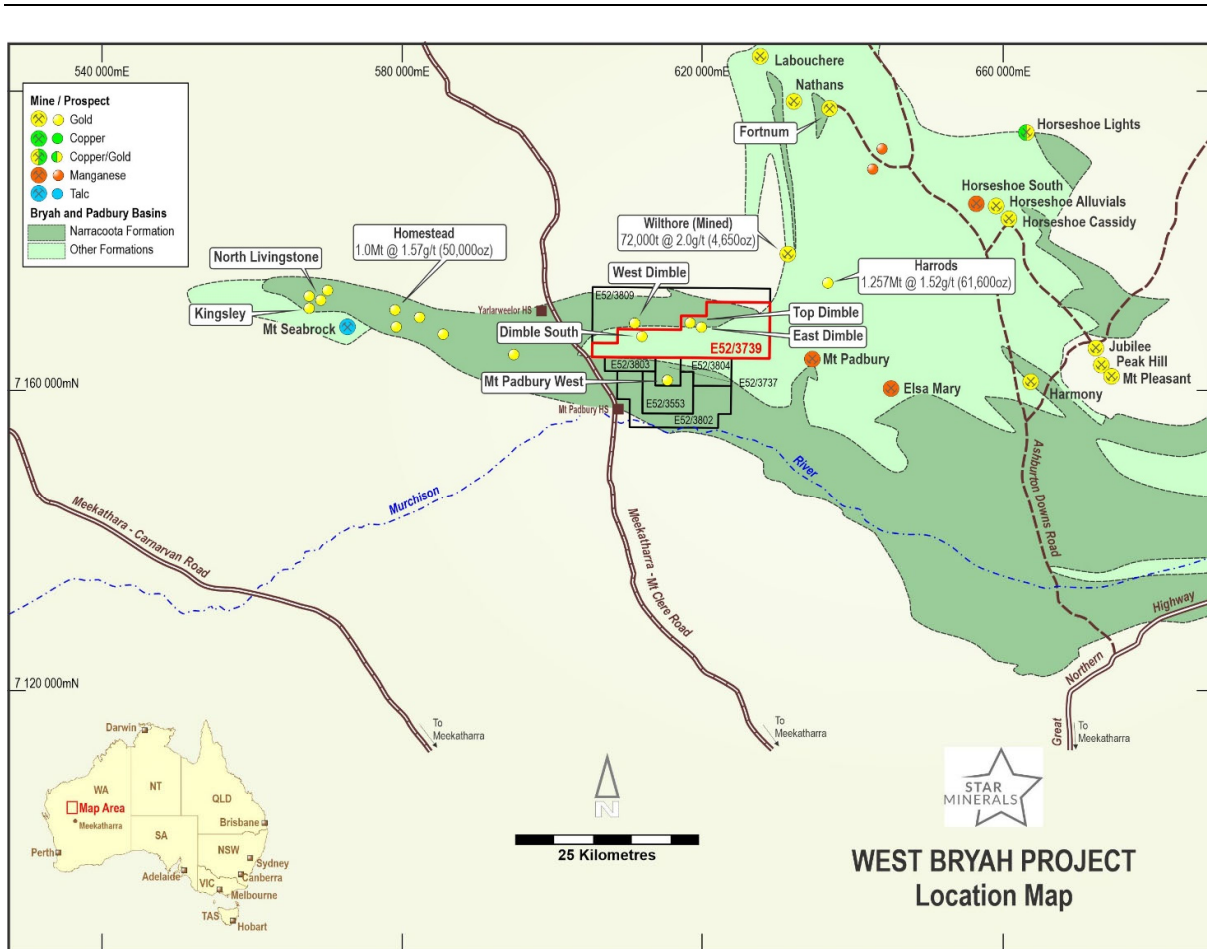 540 000mE
580 000mE
620 000mE
660 000mE
Mine / Prospect
Gold
Copper
Copper/Gold
Manganese
Talc
Bryah and Padbury Basins
Narracoota Formation
Other Formations
Labouchere
Nathans
Fortnum
Horseshoe Lights
Horseshoe South
Horseshoe Alluvials
Horseshoe Cassidy
Homestead
1.0Mt @ 1.57g/t (50,000oz)
Wilthore (Mined)
72,000t @ 2.0g/t (4,650oz)
North Livingstone
West Dimble
Harrods
1.257Mt @ 1.52g/t (61,600oz)
E52/3809
Kingsley
Yarlarweelor HS
Top Dimble
Mt Seabrock
Dimble South
East Dimble
E52/3739
Jubilee
Peak Hill
Mt Pleasant
Mt Padbury
E52/3803
E52/3804
Mt Padbury West
E52/3737
Elsa Mary
Harmony
7 160 000mN
E52/3553
Mt Padbury HS
E52/3802
Murchison
River
Ashburton Downs Road
Meekathara - Carnarvan Road
Meekatharra - Mt Clere Road
Great
Northern
Highway
7 120 000mN
To
Meekatharra
To
Meekatharra
To
Meekatharra
Darwin
WA
NT
QLD
Map Area
Meekatharra
Brisbane
SA
NSW
Perth
Sydney
Adelaide
Canberra
VIC
Melbourne
TAS
Hobart
N
25 Kilometres
STAR
MINERALS
WEST BRYAH PROJECT
Location Map